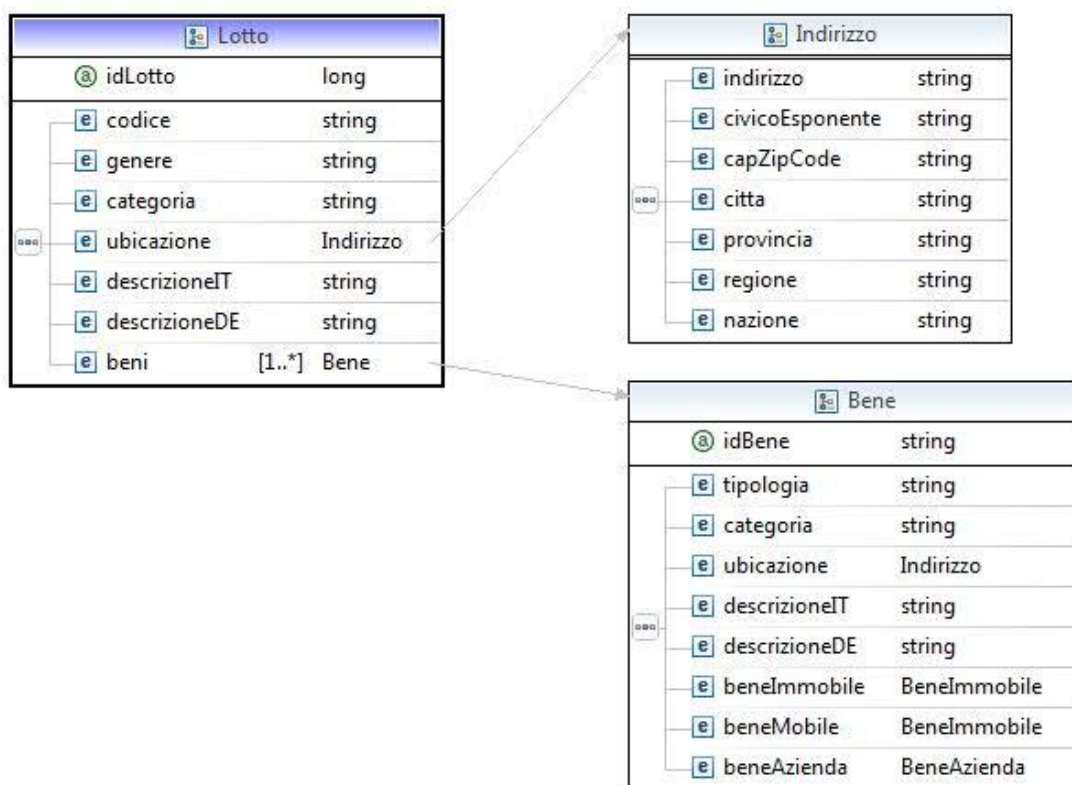 Lotto
idLotto long
codice string
genere string
categoria string
ubicazione Indirizzo
descrizioneIT string
descrizioneDE string
beni [1..*] Bene
Indirizzo
indirizzo string
civicoEsponente string
capZipCode string
citta string
provincia string
regione string
nazione string
Bene
idBene string
tipologia string
categoria string
ubicazione Indirizzo
descrizioneIT string
descrizioneDE string
beneImmobile BeneImmobile
beneMobile BeneImmobile
beneAzienda BeneAzienda